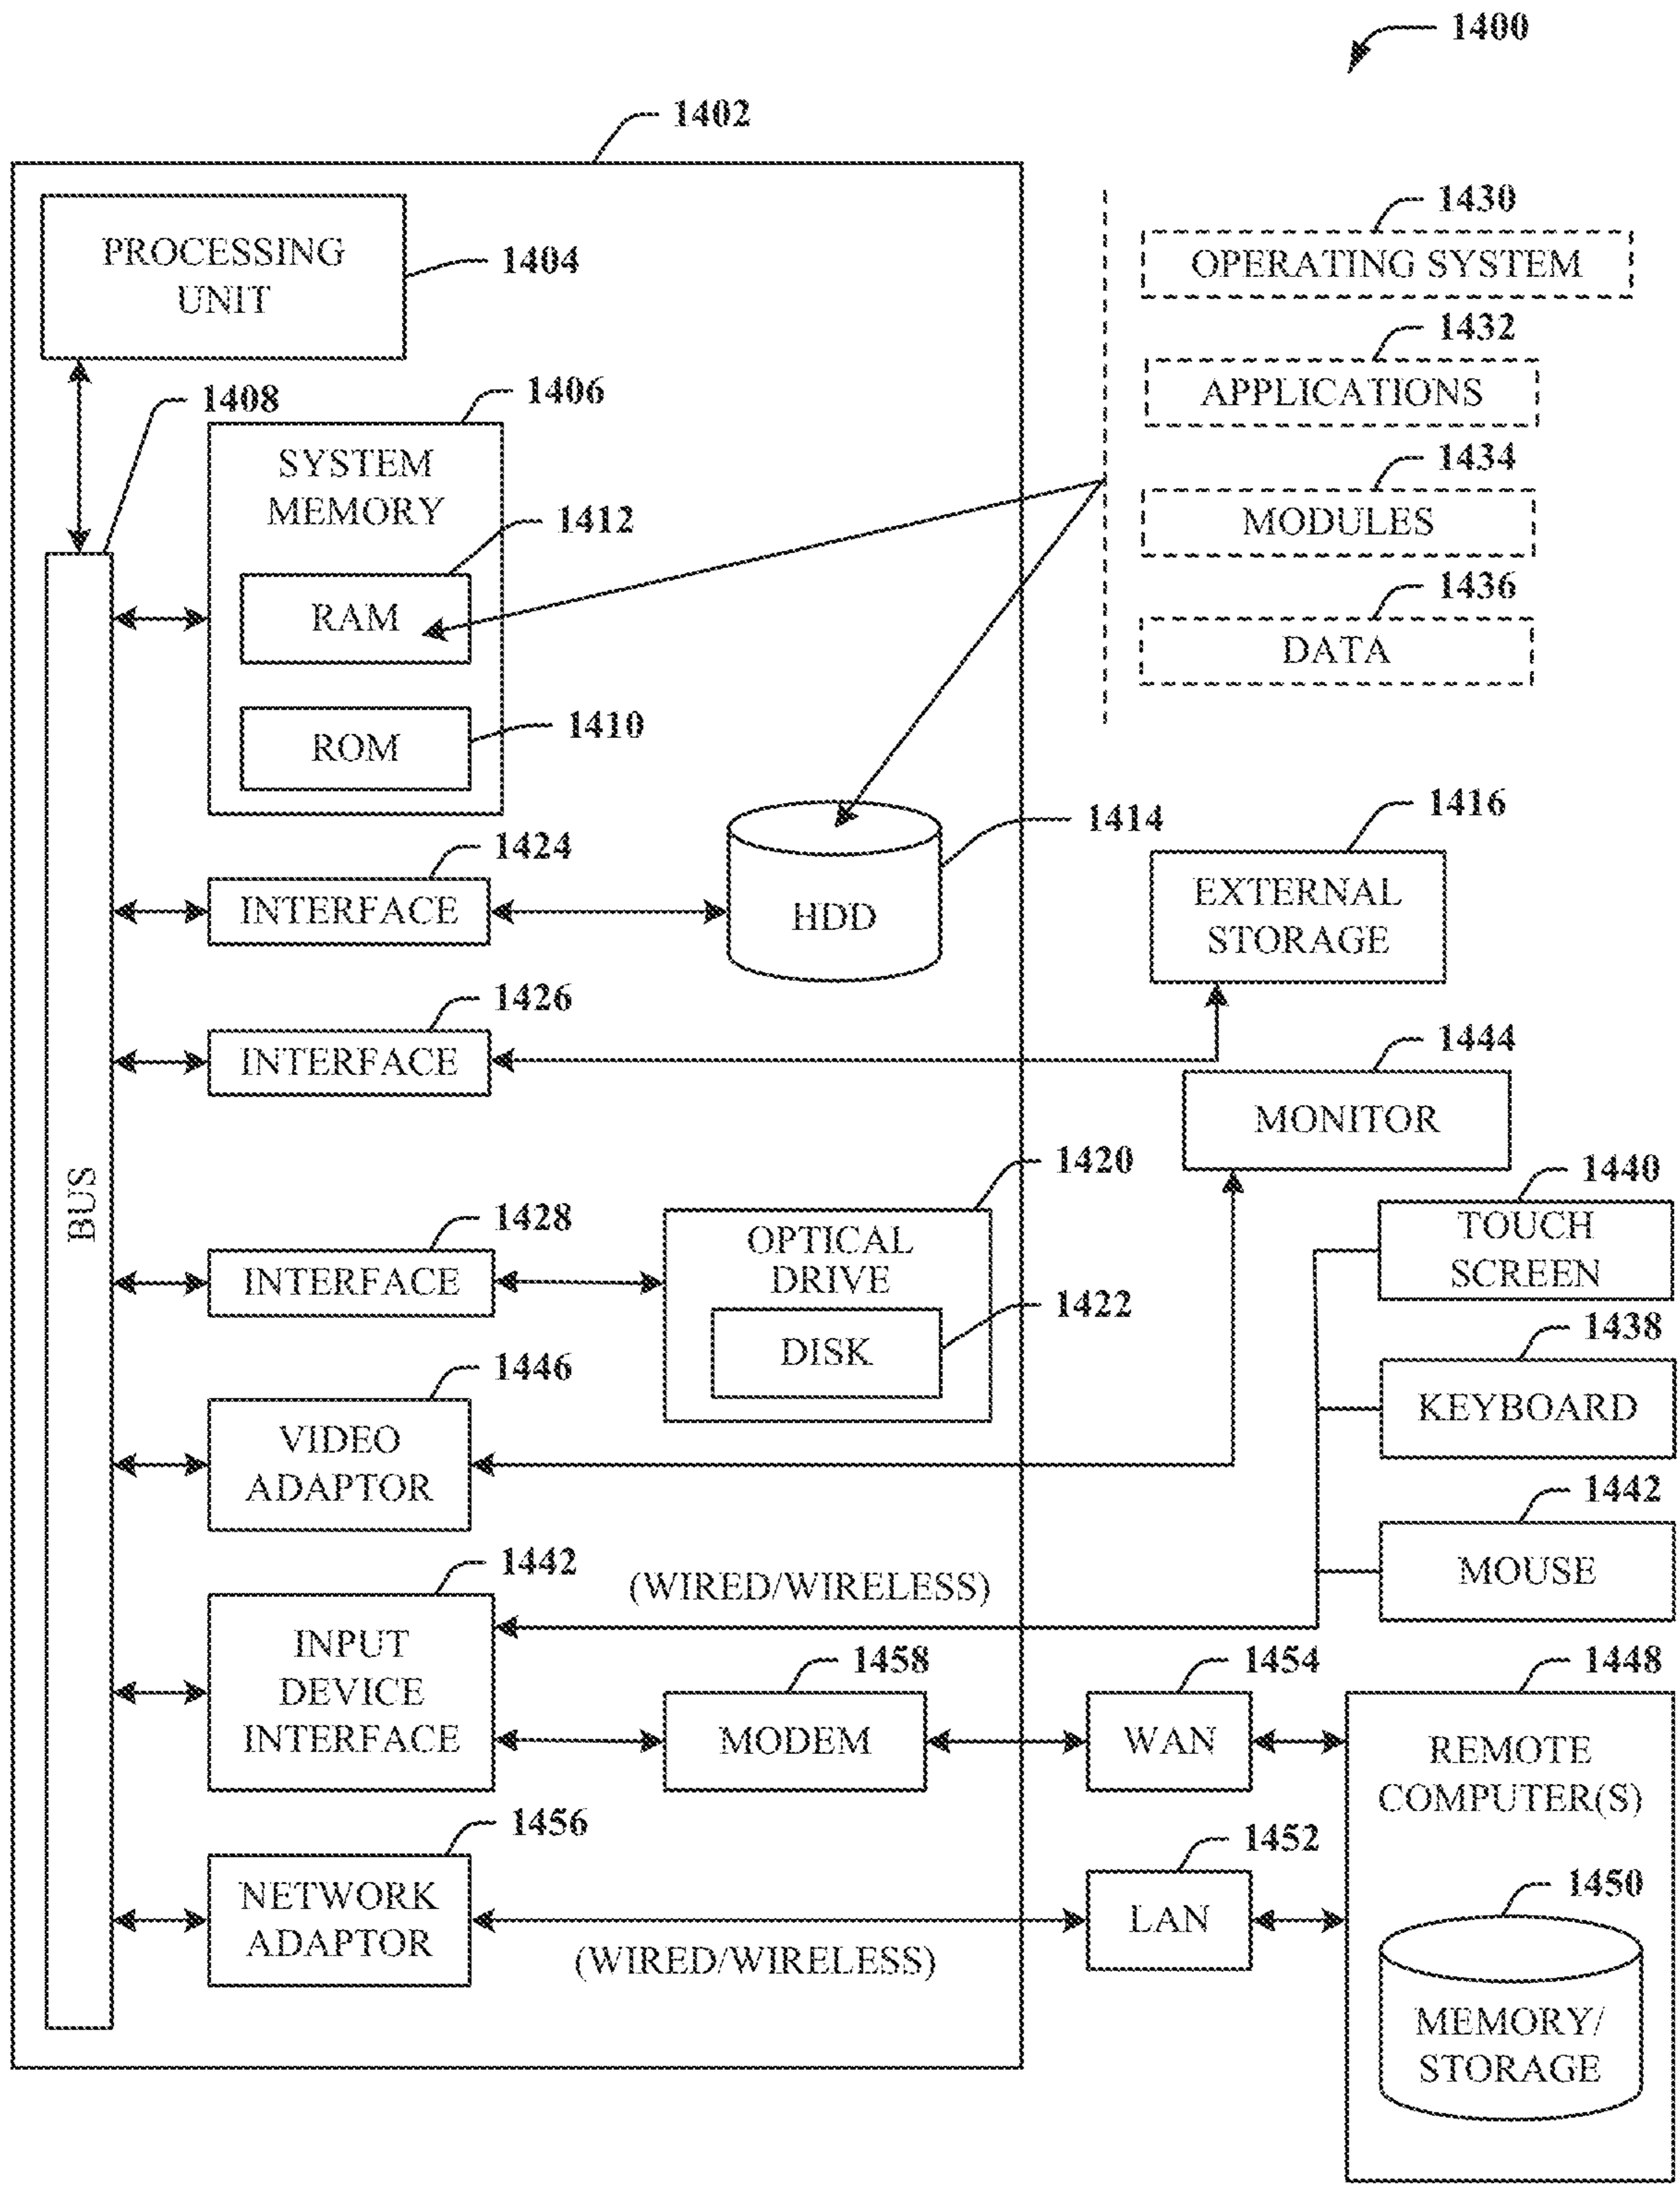 1400
1402
PROCESSING
UNIT
1404
1430
OPERATING SYSTEM
1432
APPLICATIONS
1434
MODULES
1436
DATA
1408
1406
SYSTEM
MEMORY
1412
RAM
1410
ROM
BUS
1424
INTERFACE
1414
HDD
1416
EXTERNAL
STORAGE
1426
INTERFACE
1444
MONITOR
1420
OPTICAL
DRIVE
1422
DISK
1428
INTERFACE
1440
TOUCH
SCREEN
1438
KEYBOARD
1442
MOUSE
1446
VIDEO
ADAPTOR
1442
INPUT
DEVICE
INTERFACE
(WIRED/WIRELESS)
1458
MODEM
1454
WAN
1448
REMOTE
COMPUTER(S)
1456
NETWORK
ADAPTOR
(WIRED/WIRELESS)
1452
LAN
1450
MEMORY/
STORAGE